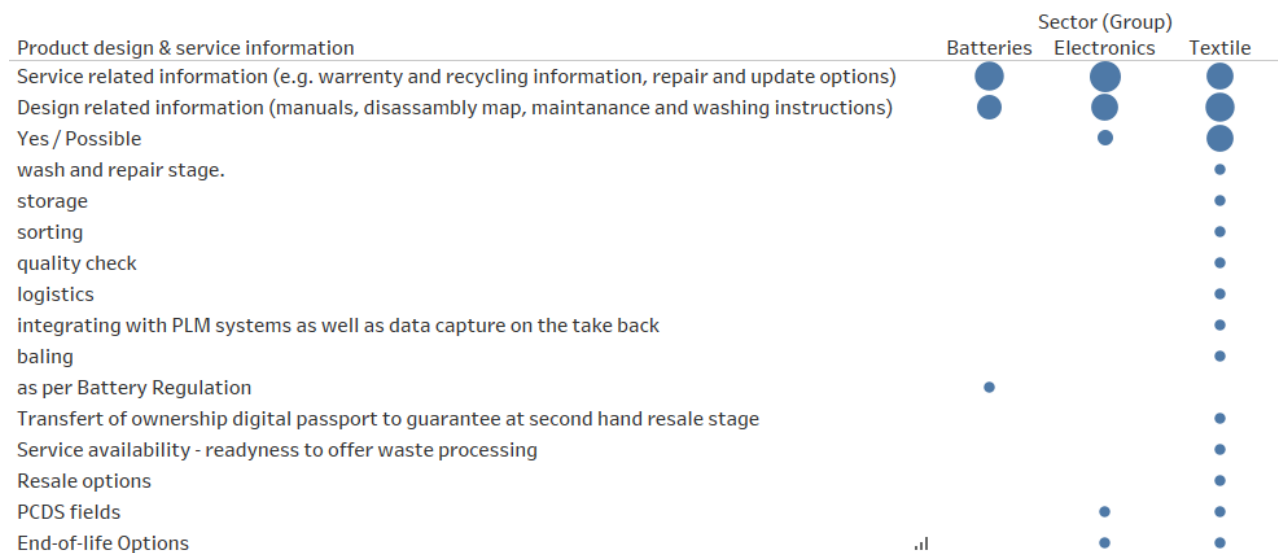 Sector (Group)
Product design & service information Batteries Electronics Textile
Service related information (e.g. warrenty and recycling information, repair and update options)
Design related information (manuals, disassambly map, maintanance and washing instructions)
Yes / Possible
wash and repair stage.
storage
sorting
quality check
logistics
integrating with PLM systems as well as data capture on the take back
baling
as per Battery Regulation
Transfert of ownership digital passport to guarantee at second hand resale stage
Service availability - readyness to offer waste processing
Resale options
PCDS fields
End-of-life Options